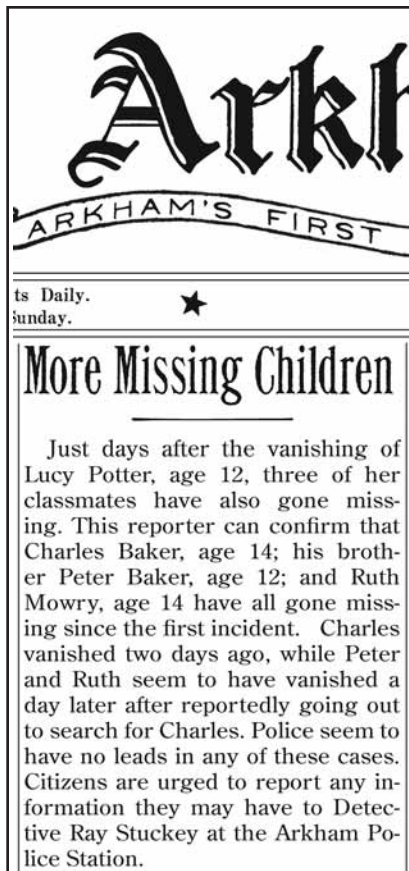 Arkh
ARKHAM'S FIRST
ts Daily.
Sunday.
More Missing Children
Just days after the vanishing of
Lucy Potter, age 12, three of her
classmates have also gone miss-
ing. This reporter can confirm that
Charles Baker, age 14; his broth-
er Peter Baker, age 12; and Ruth
Mowry, age 14 have all gone miss-
ing since the first incident. Charles
vanished two days ago, while Peter
and Ruth seem to have vanished a
day later after reportedly going out
to search for Charles. Police seem to
have no leads in any of these cases.
Citizens are urged to report any in-
formation they may have to Detec-
tive Ray Stuckey at the Arkham Po-
lice Station.